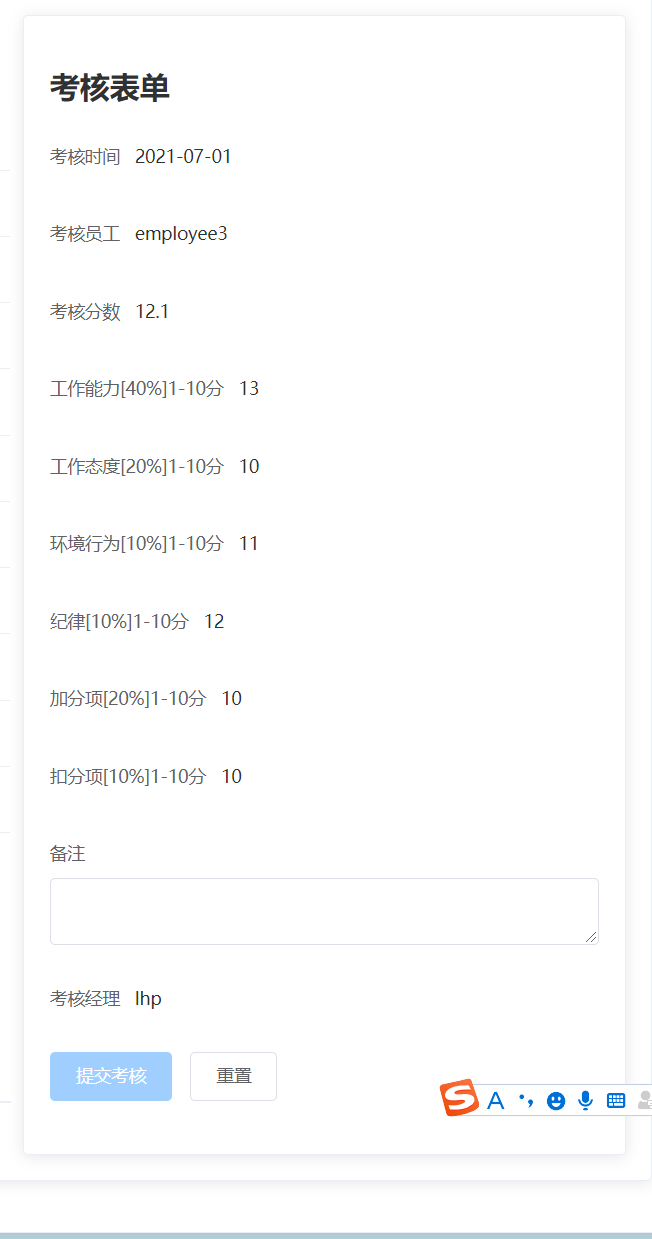 考核表单
考核时间 2021-07-01
考核员工 employee3
考核分数 12.1
工作能力[40%]1-10分 13
工作态度[20%]1-10分 10
环境行为[10%]1-10分 11
纪律[10%]1-10分 12
加分项[20%]1-10分 10
扣分项[10%]1-10分 10
备注
考核经理 lhp
提交考核 重置
S A